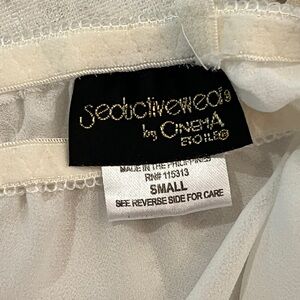 Seductivewear®
by CINEMA
ETOILE®
MADE IN THE PHILIPPINES
RN# 115313
SMALL
SEE REVERSE SIDE FOR CARE